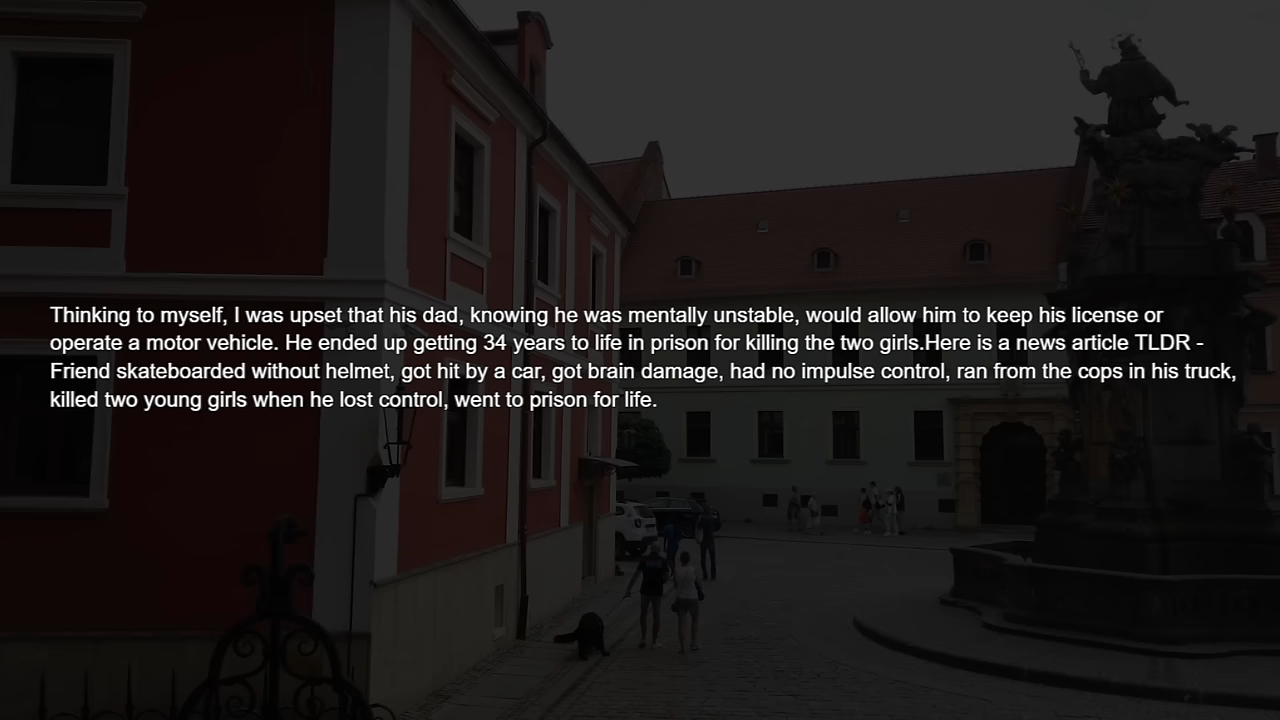 Thinking to myself, I was upset that his dad, knowing he was mentally unstable, would allow him to keep his license or
operate a motor vehicle. He ended up getting 34 years to life in prison for killing the two girls.Here is a news article TLDR -
Friend skateboarded without helmet, got hit by a car, got brain damage, had no impulse control, ran from the cops in his truck,
killed two young girls when he lost control, went to prison for life.